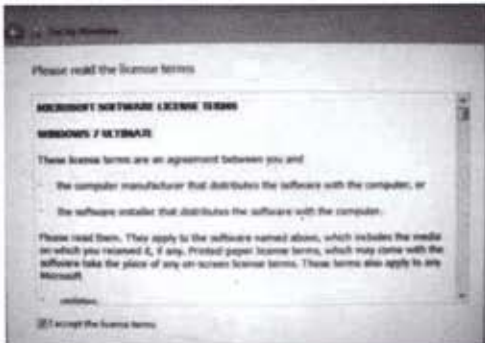 Set Up Windows
Please read the license terms
MICROSOFT SOFTWARE LICENSE TERMS
WINDOWS 7 ULTIMATE
These license terms are an agreement between you and
· the computer manufacturer that distributes the software with the computer, or
· the software installer that distributes the software with the computer.
Please read them. They apply to the software named above, which includes the media
on which you received it, if any. Printed paper license terms, which may come with the
software take the place of any on-screen license terms. These terms also apply to any
Microsoft
· updates,
I accept the license terms